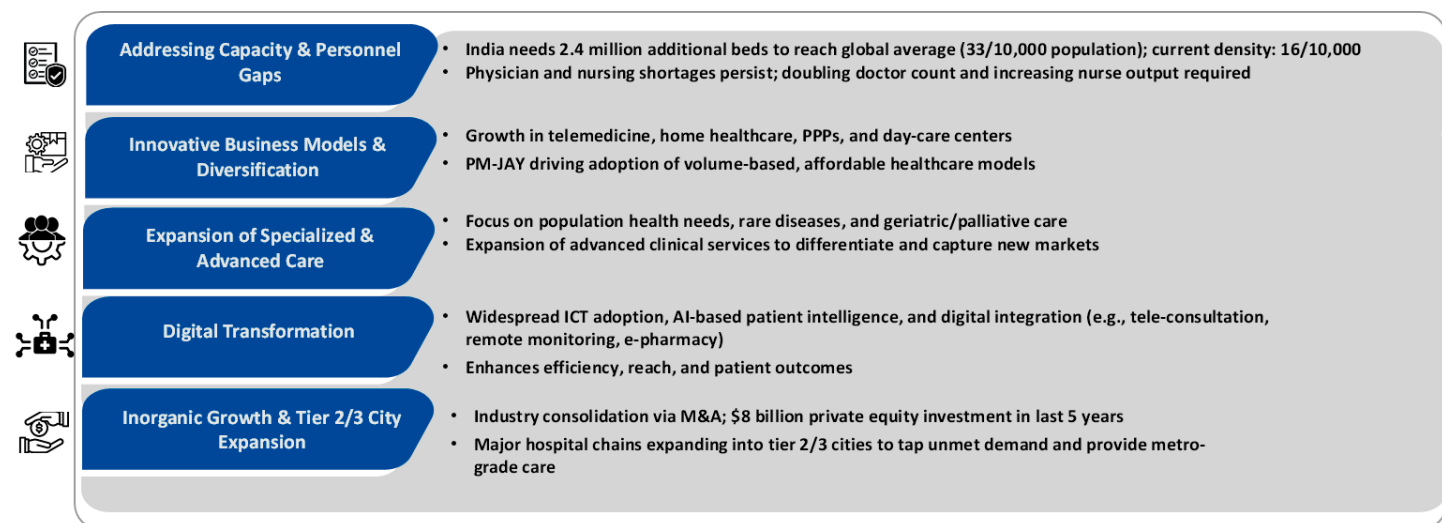 Addressing Capacity & Personnel
Gaps
• India needs 2.4 million additional beds to reach global average (33/10,000 population); current density: 16/10,000
• Physician and nursing shortages persist; doubling doctor count and increasing nurse output required
Innovative Business Models &
Diversification
• Growth in telemedicine, home healthcare, PPPs, and day-care centers
• PM-JAY driving adoption of volume-based, affordable healthcare models
Expansion of Specialized &
Advanced Care
• Focus on population health needs, rare diseases, and geriatric/palliative care
• Expansion of advanced clinical services to differentiate and capture new markets
Digital Transformation
• Widespread ICT adoption, AI-based patient intelligence, and digital integration (e.g., tele-consultation,
remote monitoring, e-pharmacy)
• Enhances efficiency, reach, and patient outcomes
Inorganic Growth & Tier 2/3 City
Expansion
• Industry consolidation via M&A; $8 billion private equity investment in last 5 years
• Major hospital chains expanding into tier 2/3 cities to tap unmet demand and provide metro-
grade care